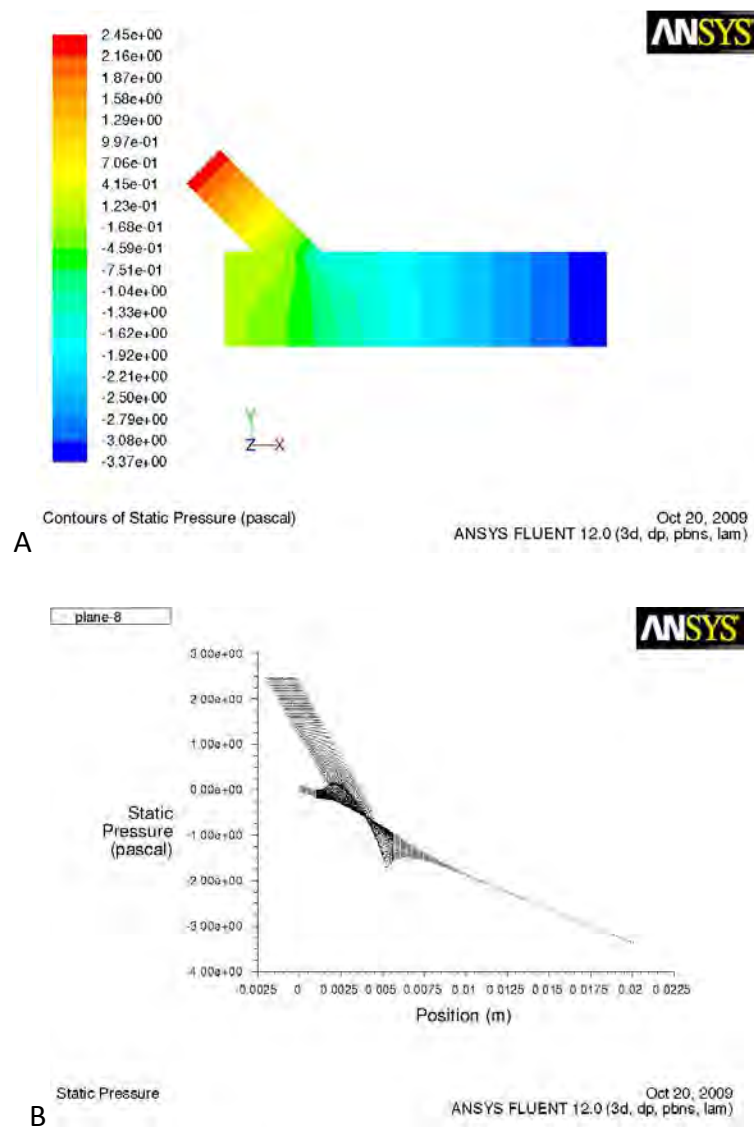 ANSYS
2.45e+00
2.16e+00
1.87e+00
1.58e+00
1.29e+00
9.97e-01
7.06e-01
4.15e-01
1.23e-01
-1.68e-01
-4.59e-01
-7.51e-01
-1.04e+00
-1.33e+00
-1.62e+00
-1.92e+00
-2.21e+00
-2.50e+00
-2.79e+00
-3.08e+00
-3.37e+00
Y
Z X
Contours of Static Pressure (pascal)
Oct 20, 2009
ANSYS FLUENT 12.0 (3d, dp, pbns, lam)
A
plane-8
ANSYS
3.00e+00
2.00e+00
1.00e+00
0.00e+00
-1.00e+00
-2.00e+00
-3.00e+00
-4.00e+00
Static
Pressure
(pascal)
-0.0025 0 0.0025 0.005 0.0075 0.01 0.0125 0.015 0.0175 0.02 0.0225
Position (m)
Static Pressure
Oct 20, 2009
ANSYS FLUENT 12.0 (3d, dp, pbns, lam)
B